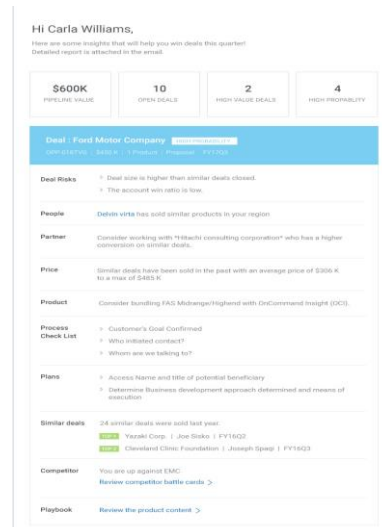 Hi Carla Williams,
Here are some insights that will help you win deals this quarter!
Detailed report is attached in the email.
$600K
PIPELINE VALUE
10
OPEN DEALS
2
HIGH VALUE DEALS
4
HIGH PROPABILITY
Deal : Ford Motor Company HIGH PROBABILITY
$450 K | 1 Product | Proposal | FY17Q3
Deal Risks
> Deal size is higher than similar deals closed.
> The account win ratio is low.
People
Delvin virta has sold similar products in your region
Partner
Consider working with "Hitachi consulting corporation" who has a higher
conversion on similar deals.
Price
Similar deals have been sold in the past with an average price of $306 K
to a max of $485 K
Product
Consider bundling FAS Midrange/Highend with OnCommand Insight (OCI).
Process
Check List
> Customer's Goal Confirmed
> Who initiated contact?
> Whom are we talking to?
Plans
> Access Name and title of potential beneficiary
> Determine Business development approach determined and means of
execution
Similar deals
24 similar deals were sold last year.
Yazaki Corp. | Joe Sisko | FY16Q2
Cleveland Clinic Foundation | Joseph Spaqi | FY16Q3
Competitor
You are up against EMC
Review competitor battle cards >
Playbook
Review the product content >